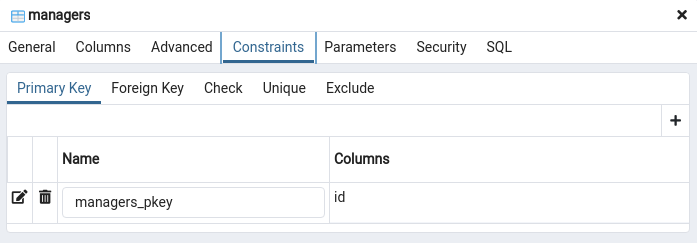 managers
General Columns Advanced Constraints Parameters Security SQL
Primary Key Foreign Key Check Unique Exclude
Name Columns
managers_pkey id